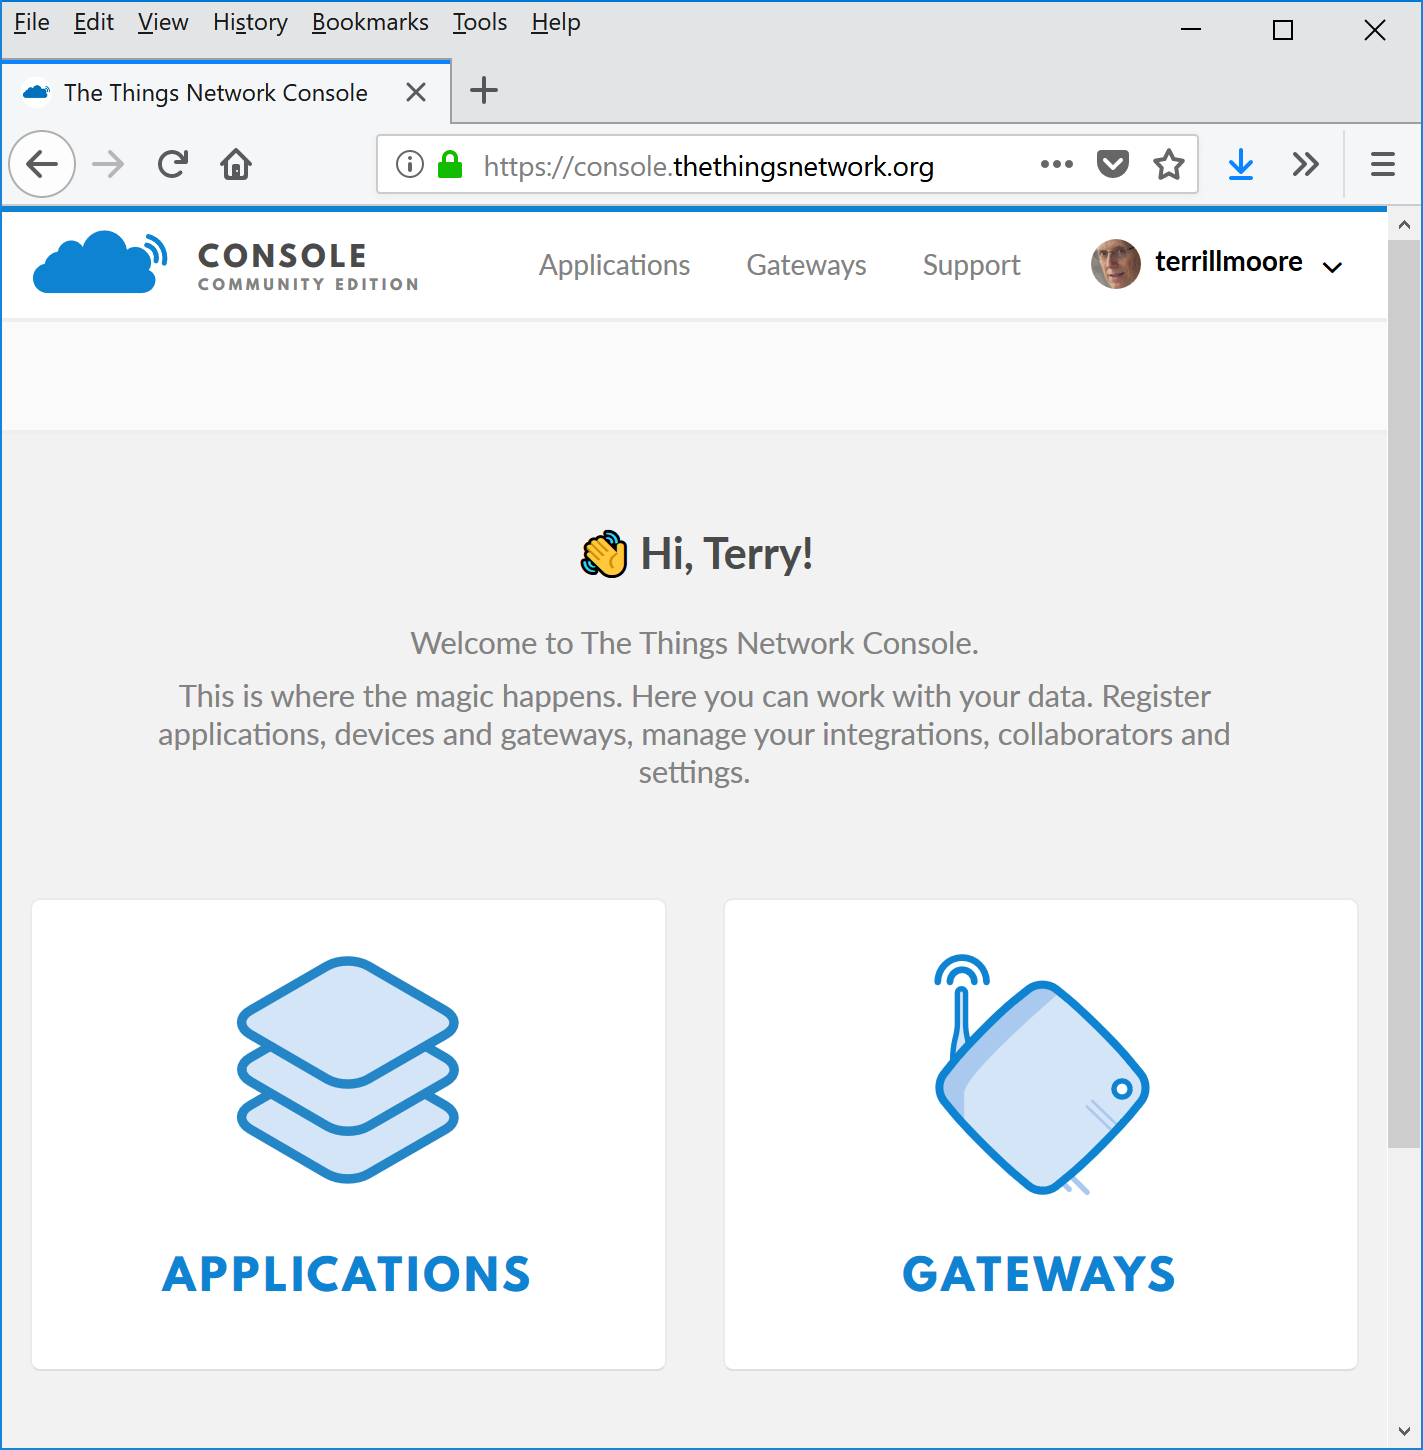 File Edit View History Bookmarks Tools Help
The Things Network Console
https://console.thethingsnetwork.org
CONSOLE
COMMUNITY EDITION
Applications Gateways Support terrillmoore
👋 Hi, Terry!
Welcome to The Things Network Console.
This is where the magic happens. Here you can work with your data. Register
applications, devices and gateways, manage your integrations, collaborators and
settings.
APPLICATIONS GATEWAYS